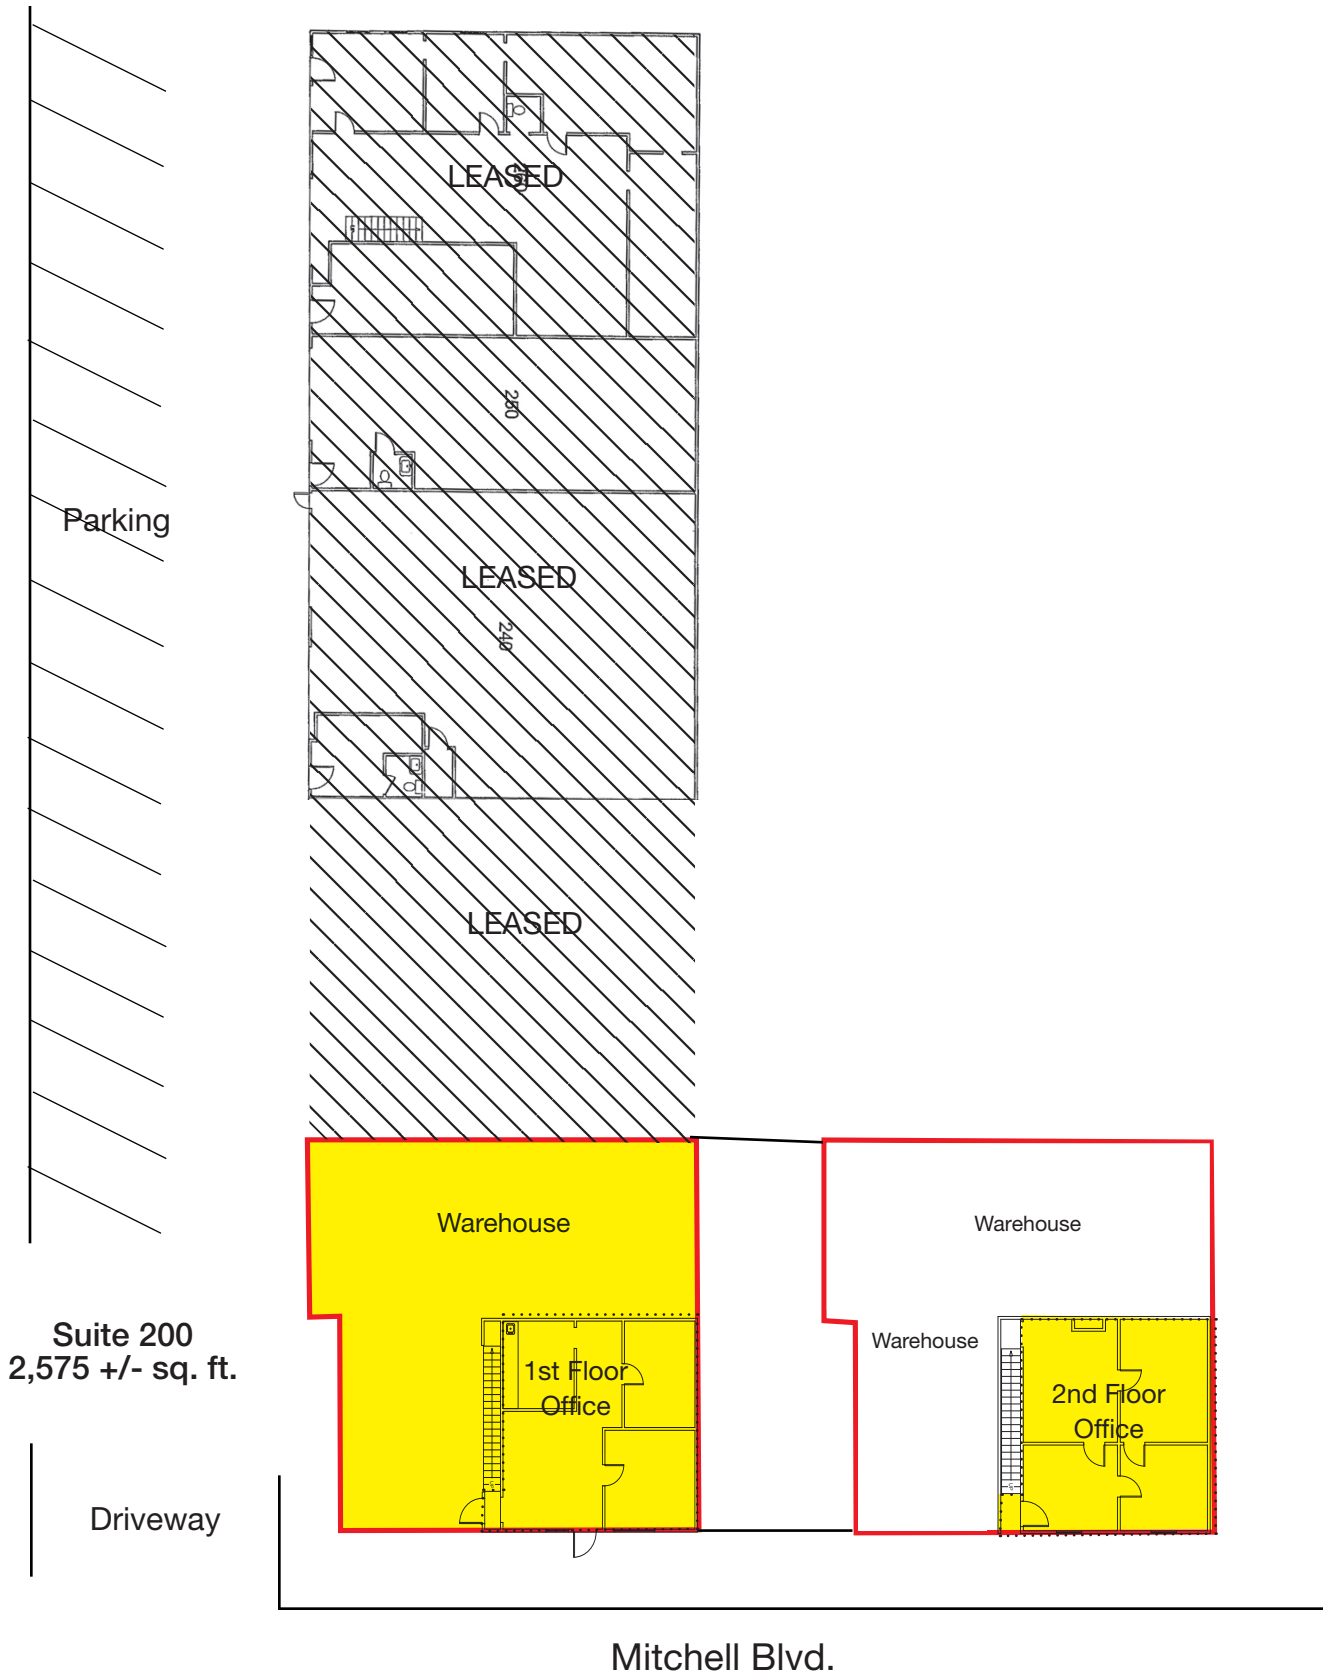 LEASED
250
Parking
LEASED
240
LEASED
Warehouse
Warehouse
Suite 200
2,575 +/- sq. ft.
Warehouse
1st Floor
Office
2nd Floor
Office
Driveway
Mitchell Blvd.